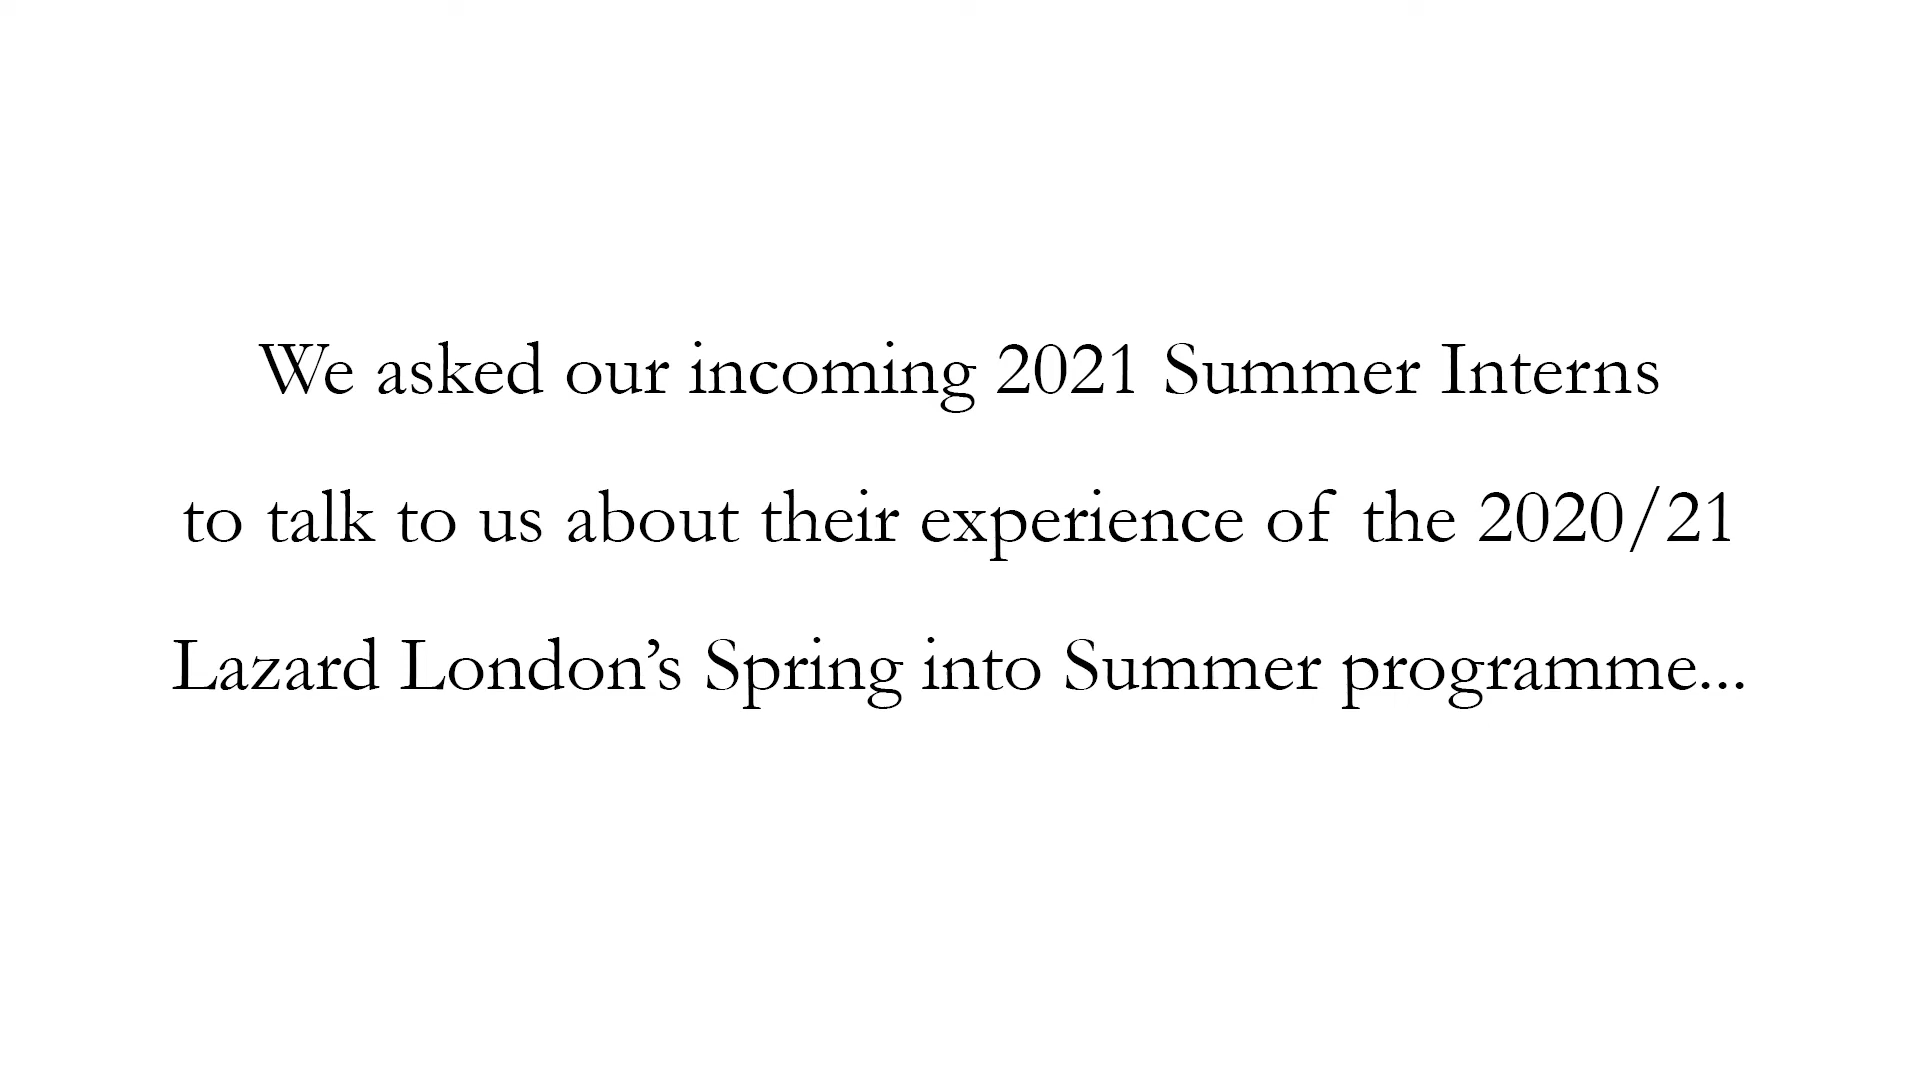 We asked our incoming 2021 Summer Interns
to talk to us about their experience of the 2020/21
Lazard London’s Spring into Summer programme...